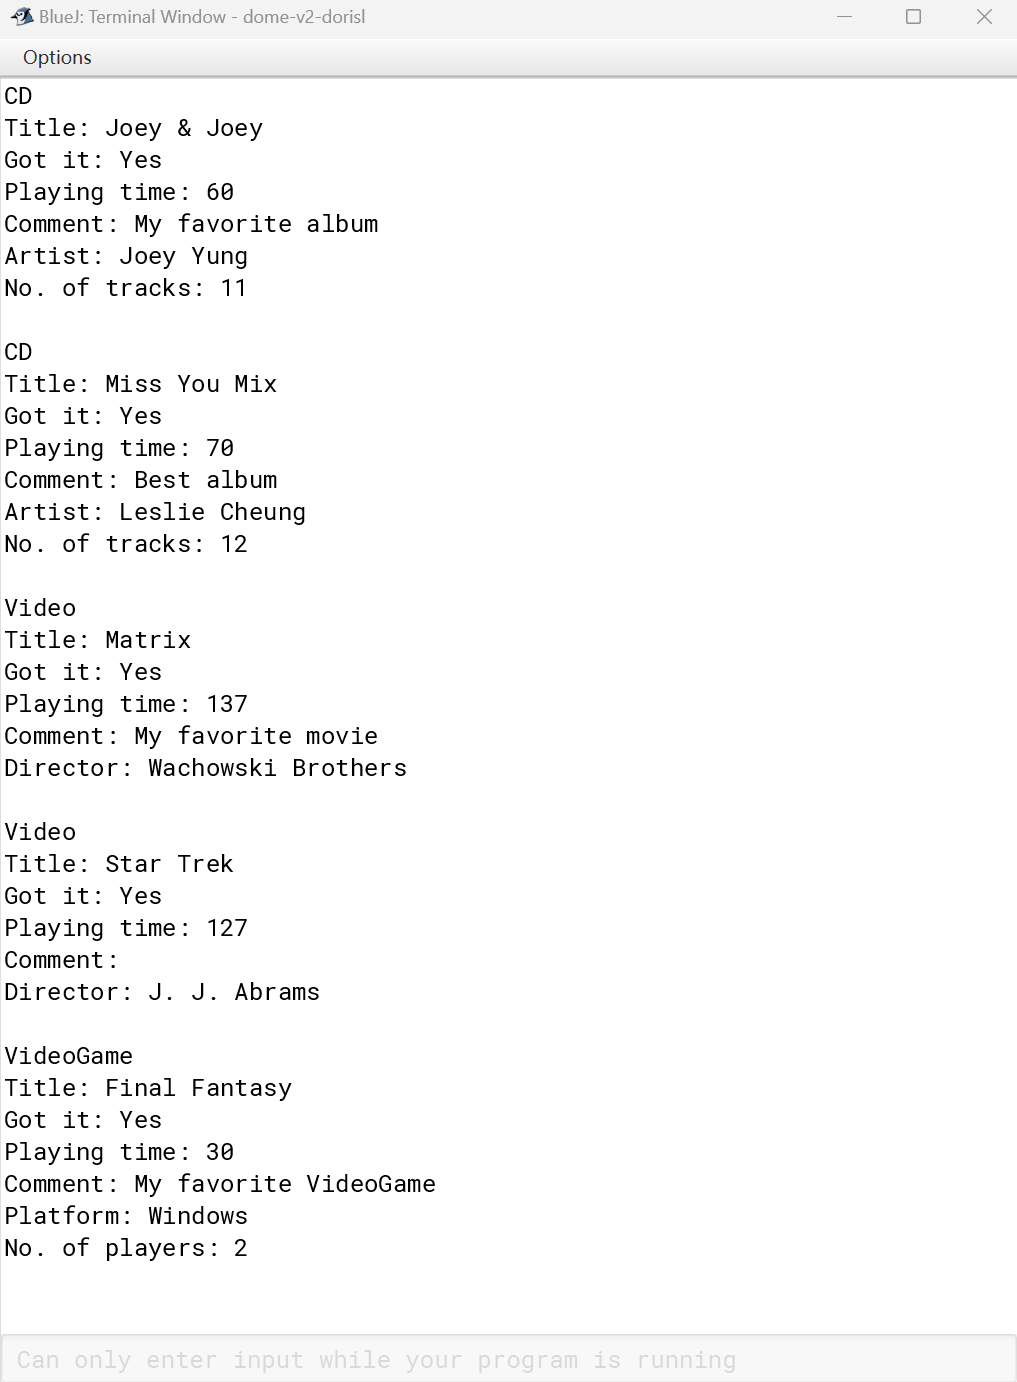 BlueJ: Terminal Window - dome-v2-dorisl
Options
CD
Title: Joey & Joey
Got it: Yes
Playing time: 60
Comment: My favorite album
Artist: Joey Yung
No. of tracks: 11
CD
Title: Miss You Mix
Got it: Yes
Playing time: 70
Comment: Best album
Artist: Leslie Cheung
No. of tracks: 12
Video
Title: Matrix
Got it: Yes
Playing time: 137
Comment: My favorite movie
Director: Wachowski Brothers
Video
Title: Star Trek
Got it: Yes
Playing time: 127
Comment:
Director: J. J. Abrams
VideoGame
Title: Final Fantasy
Got it: Yes
Playing time: 30
Comment: My favorite VideoGame
Platform: Windows
No. of players: 2
Can only enter input while your program is running